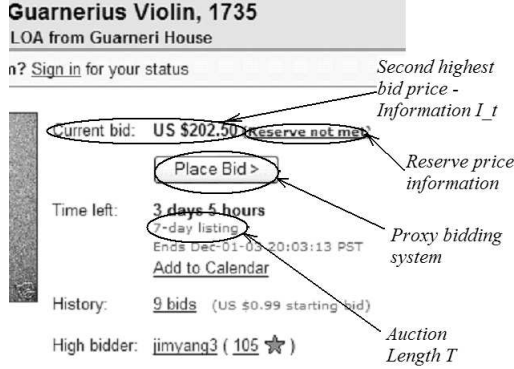 Guarnerius Violin, 1735
LOA from Guarneri House
n? Sign in for your status
Current bid: US $202.50 (Reserve not met)
Place Bid >
Time left: 3 days 5 hours
7-day listing
Ends Dec-01-03 20:03:13 PST
Add to Calendar
History: 9 bids (US $0.99 starting bid)
High bidder: jimyang3 ( 105 )
Second highest
bid price -
Information I_t
Reserve price
information
Proxy bidding
system
Auction
Length T